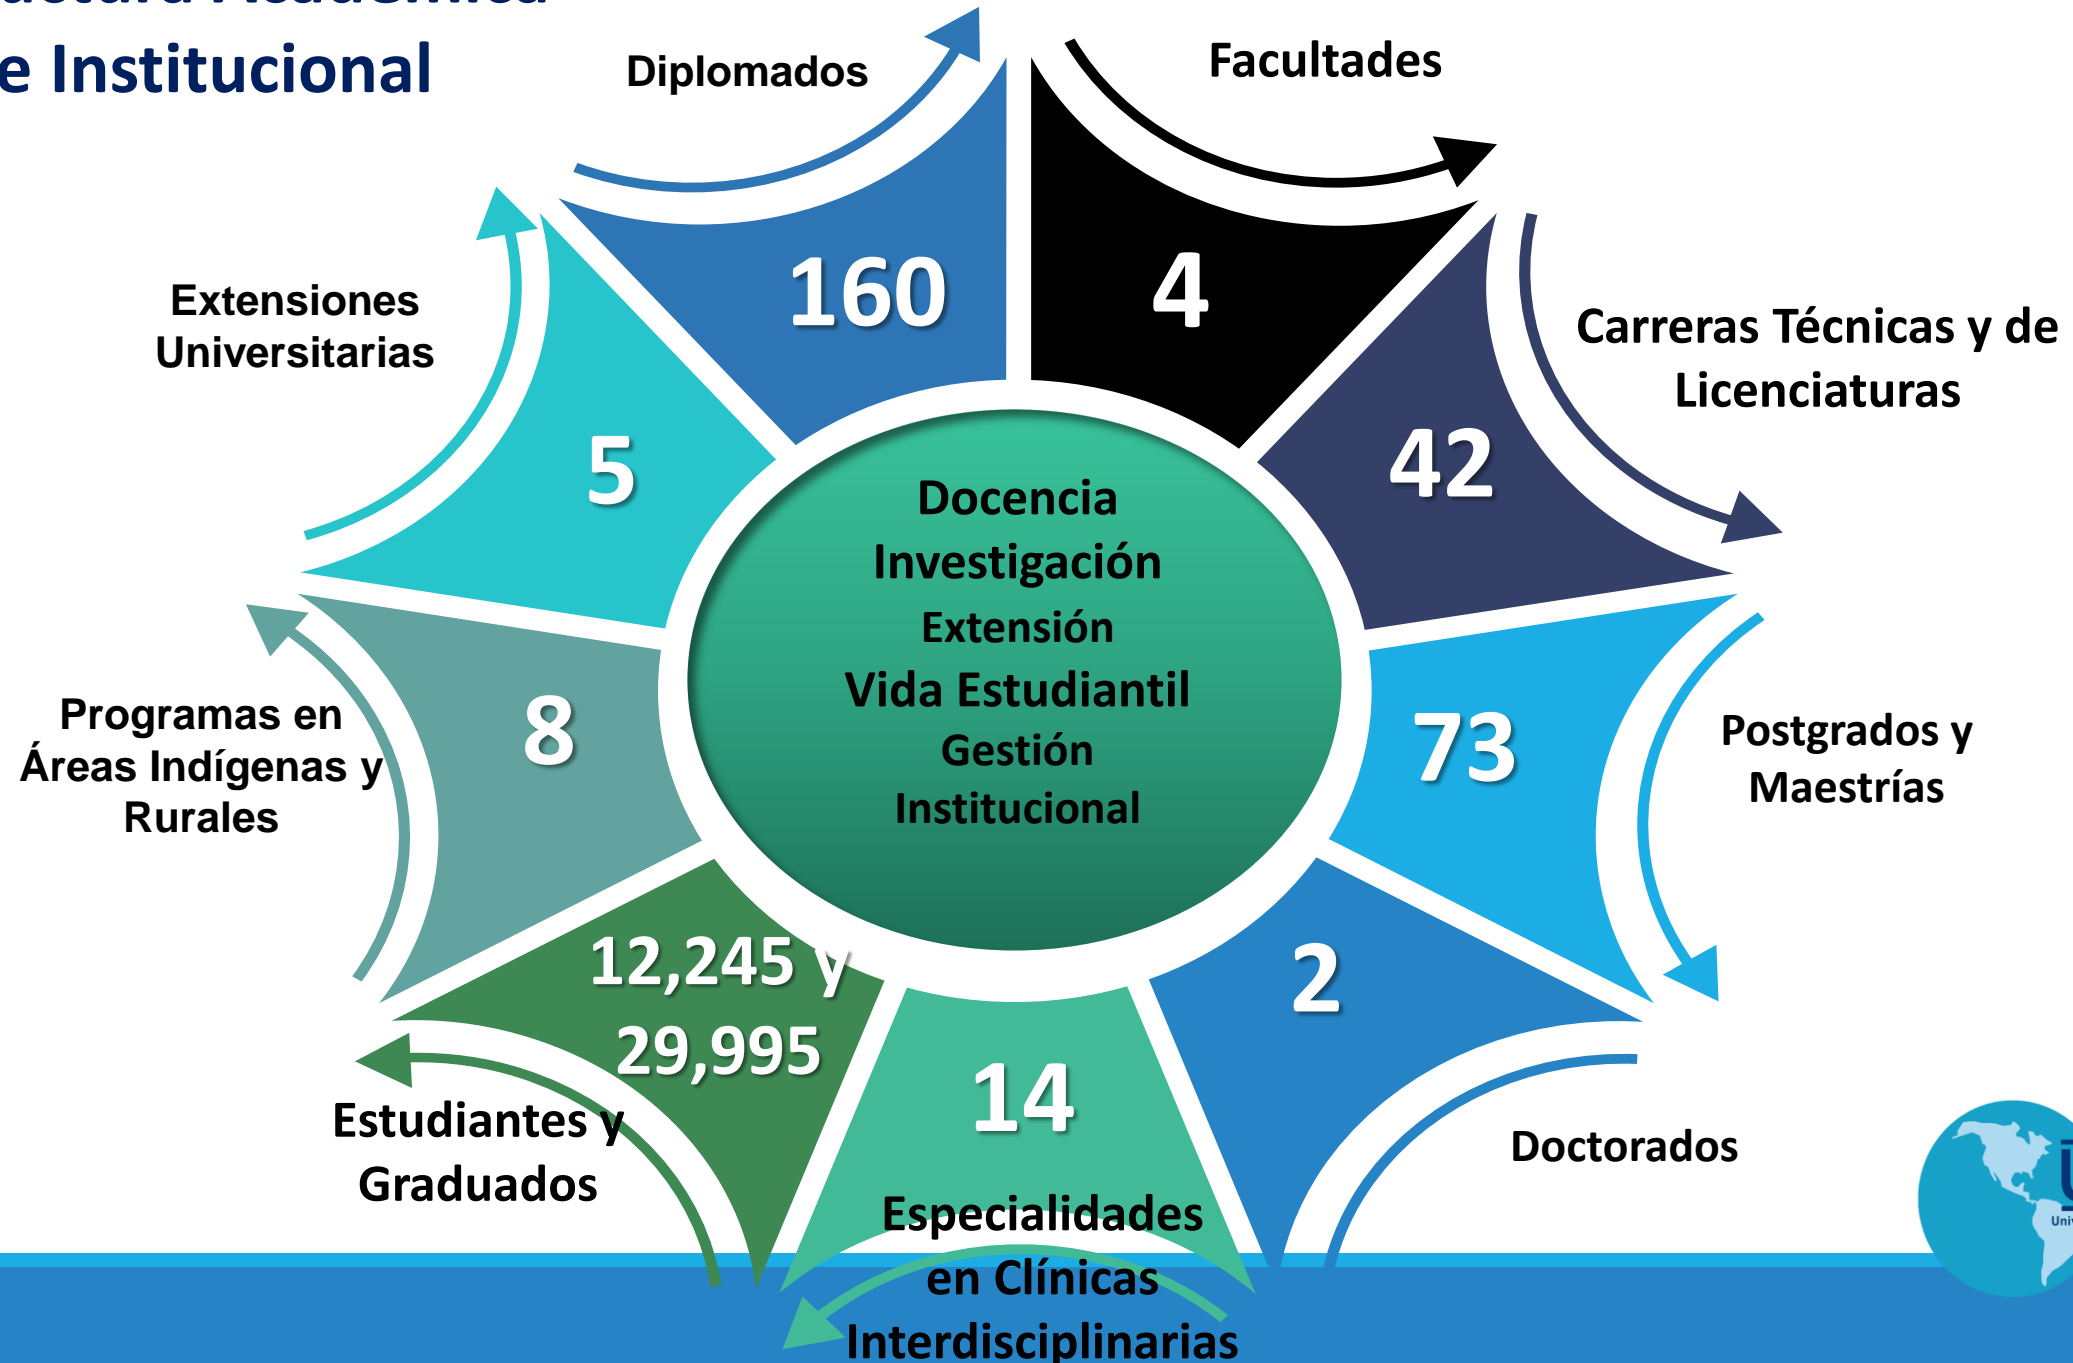 Académica
e Institucional
Diplomados
160
Facultades
4
Carreras Técnicas y de
Licenciaturas
42
Postgrados y
Maestrías
73
Doctorados
2
Especialidades
en Clínicas
Interdisciplinarias
14
Estudiantes y
Graduados
12,245 y
29,995
Programas en
Áreas Indígenas y
Rurales
8
Extensiones
Universitarias
5
Docencia
Investigación
Extensión
Vida Estudiantil
Gestión
Institucional